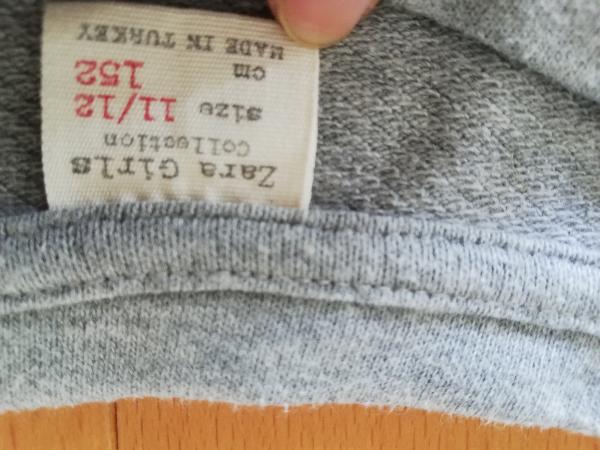 Zara Girls
Collection
size 11/12
cm 152
MADE IN TURKEY